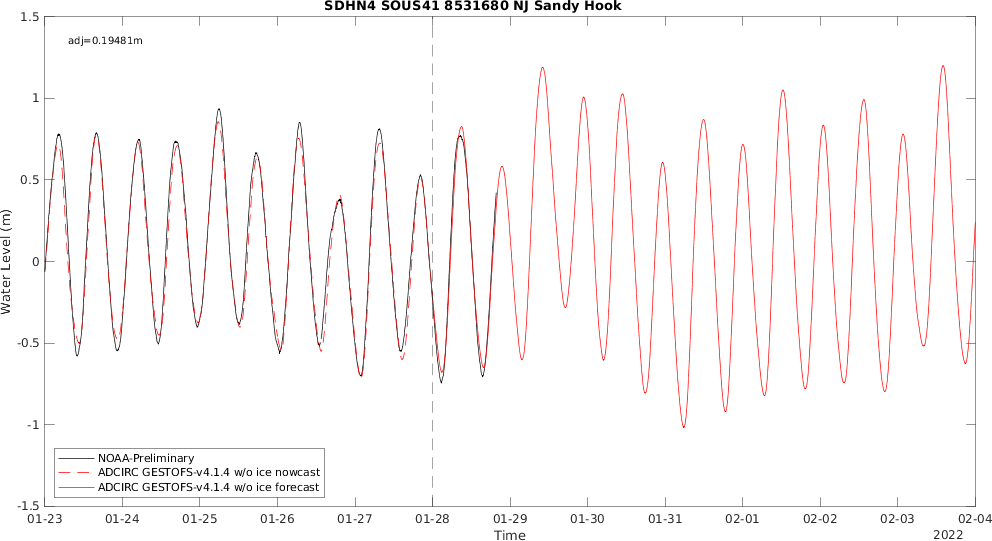 SDHN4 SOUS41 8531680 NJ Sandy Hook
1.5
adj=0.19481m
1
0.5
0
-0.5
-1
-1.5
Water Level (m)
NOAA-Preliminary
ADCIRC GESTOFS-v4.1.4 w/o ice nowcast
ADCIRC GESTOFS-v4.1.4 w/o ice forecast
01-23 01-24 01-25 01-26 01-27 01-28 01-29 01-30 01-31 02-01 02-02 02-03 02-04
Time
2022